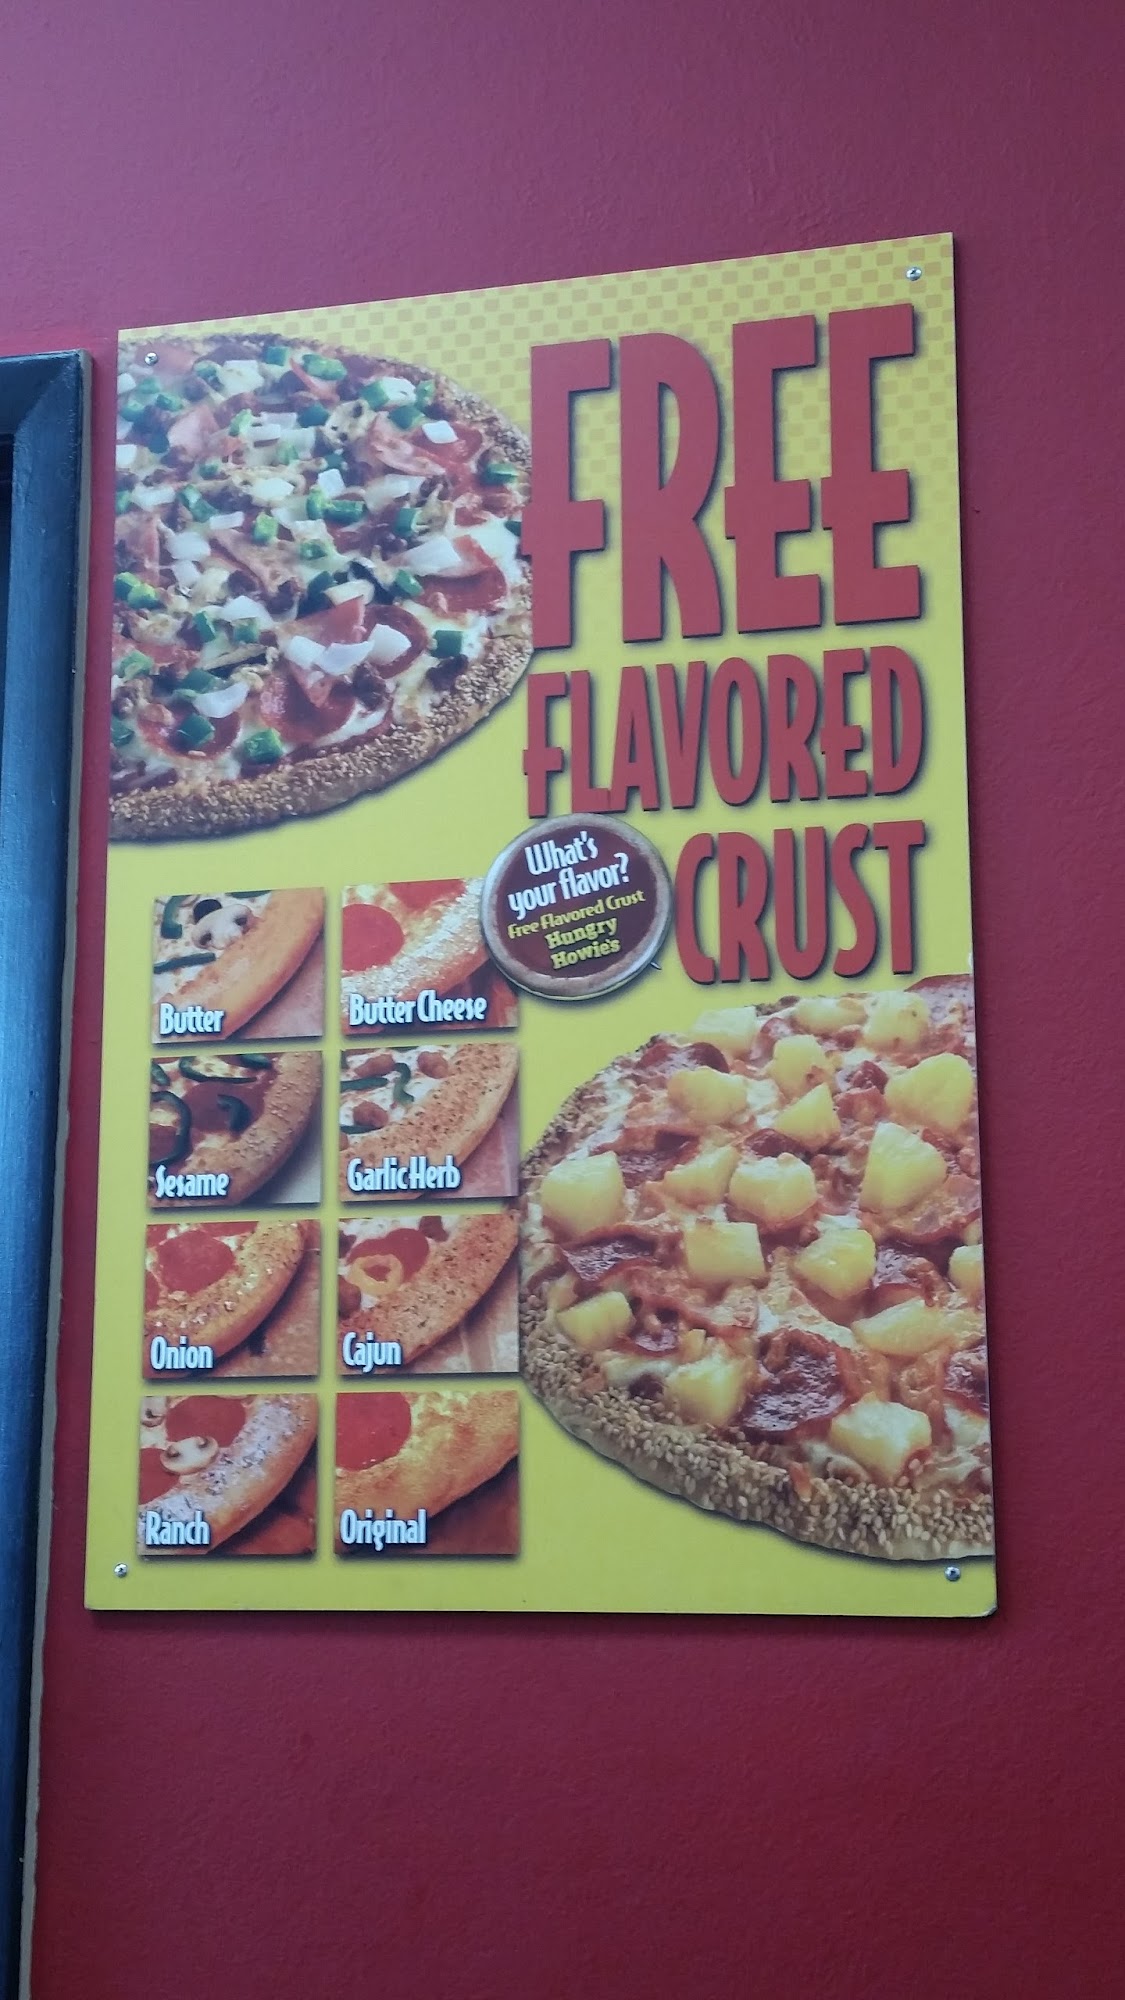 FREE
FLAVORED
CRUST
What's
your flavor?
Free Flavored Crust
Hungry
Howie's
Butter
Butter Cheese
Sesame
Garlic Herb
Onion
Cajun
Ranch
Original